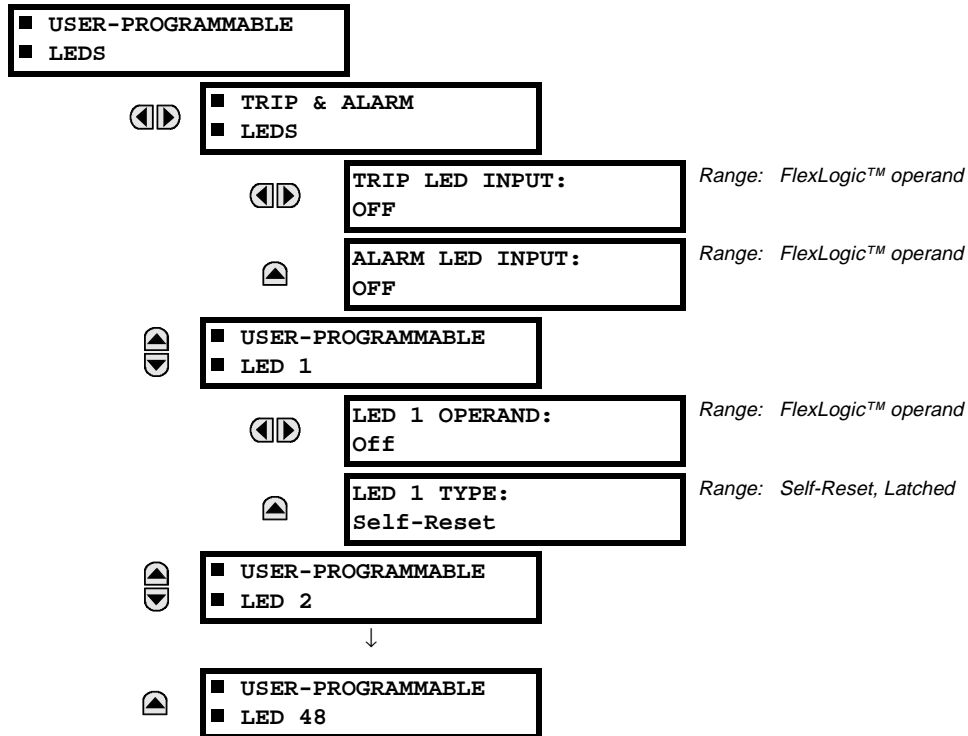 ■ USER-PROGRAMMABLE
■ LEDS
■ TRIP & ALARM
■ LEDS
TRIP LED INPUT:
OFF
Range: FlexLogic™ operand
ALARM LED INPUT:
OFF
Range: FlexLogic™ operand
■ USER-PROGRAMMABLE
■ LED 1
LED 1 OPERAND:
Off
Range: FlexLogic™ operand
LED 1 TYPE:
Self-Reset
Range: Self-Reset, Latched
■ USER-PROGRAMMABLE
■ LED 2
↓
■ USER-PROGRAMMABLE
■ LED 48